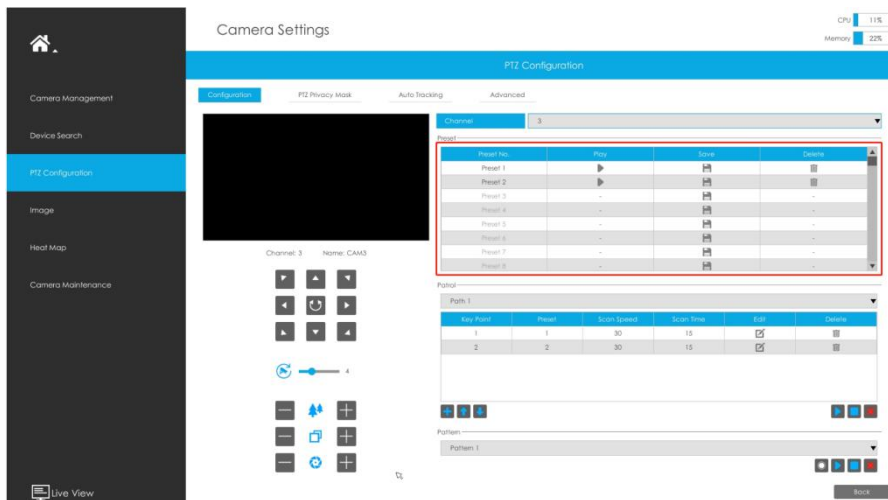 Camera Settings
CPU 11%
Memory 22%
PTZ Configuration
Camera Management
Device Search
PTZ Configuration
Image
Heat Map
Camera Maintenance
Live View
Configuration PTZ Privacy Mask Auto Tracking Advanced
Channel: 3 Name: CAM3
4
Channel 3
Preset
Preset No. Play Save Delete
Preset 1
Preset 2
Preset 3 - -
Preset 4 - -
Preset 5 - -
Preset 6 - -
Preset 7 - -
Preset 8 - -
Patrol
Path 1
Key Point Preset Scan Speed Scan Time Edit Delete
1 1 30 15
2 2 30 15
Pattern
Pattern 1
Back